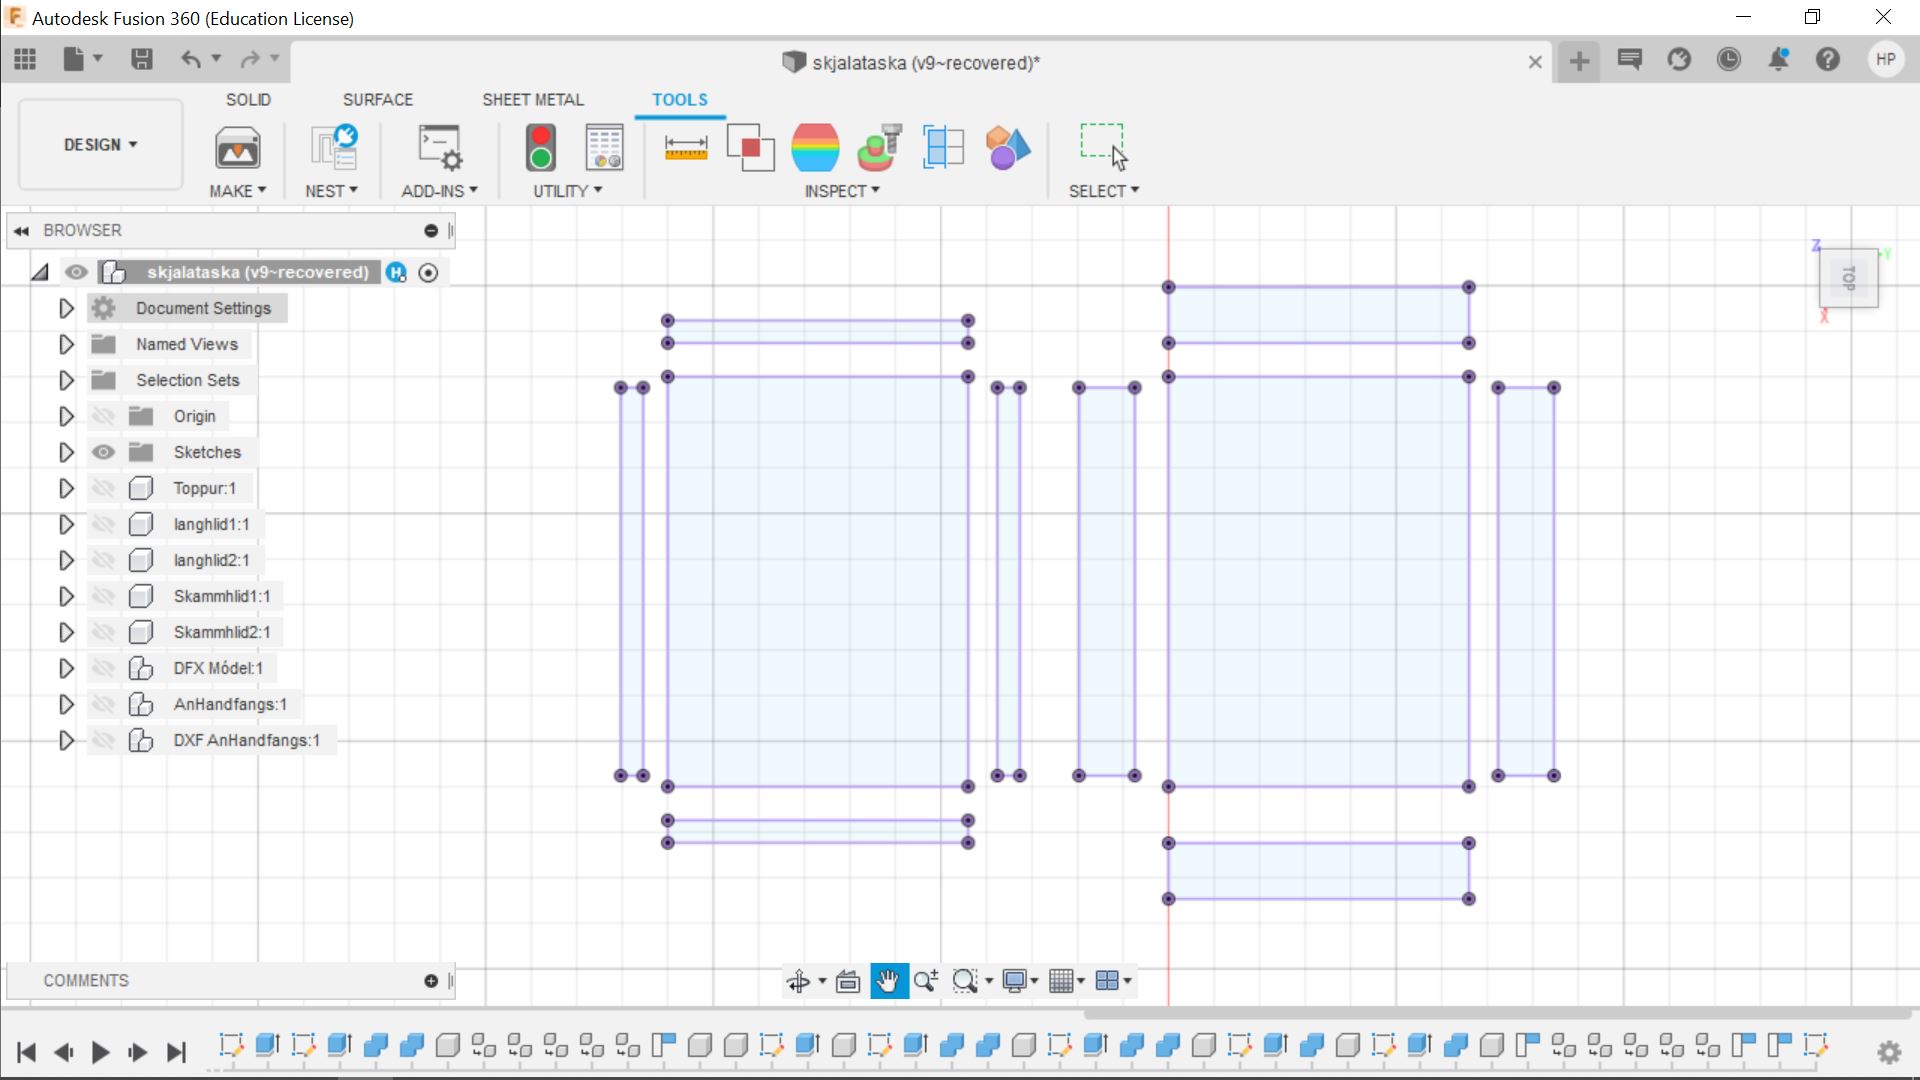 Autodesk Fusion 360 (Education License)
skjalataska (v9~recovered)*
HP
SOLID SURFACE SHEET METAL TOOLS
DESIGN
MAKE NEST ADD-INS UTILITY INSPECT SELECT
BROWSER
skjalataska (v9~recovered)
H
Document Settings
Named Views
Selection Sets
Origin
Sketches
Toppur:1
langhlid1:1
langhlid2:1
Skammhlid1:1
Skammhlid2:1
DFX Módel:1
AnHandfangs:1
DXF AnHandfangs:1
Z
Y
TOP
X
COMMENTS